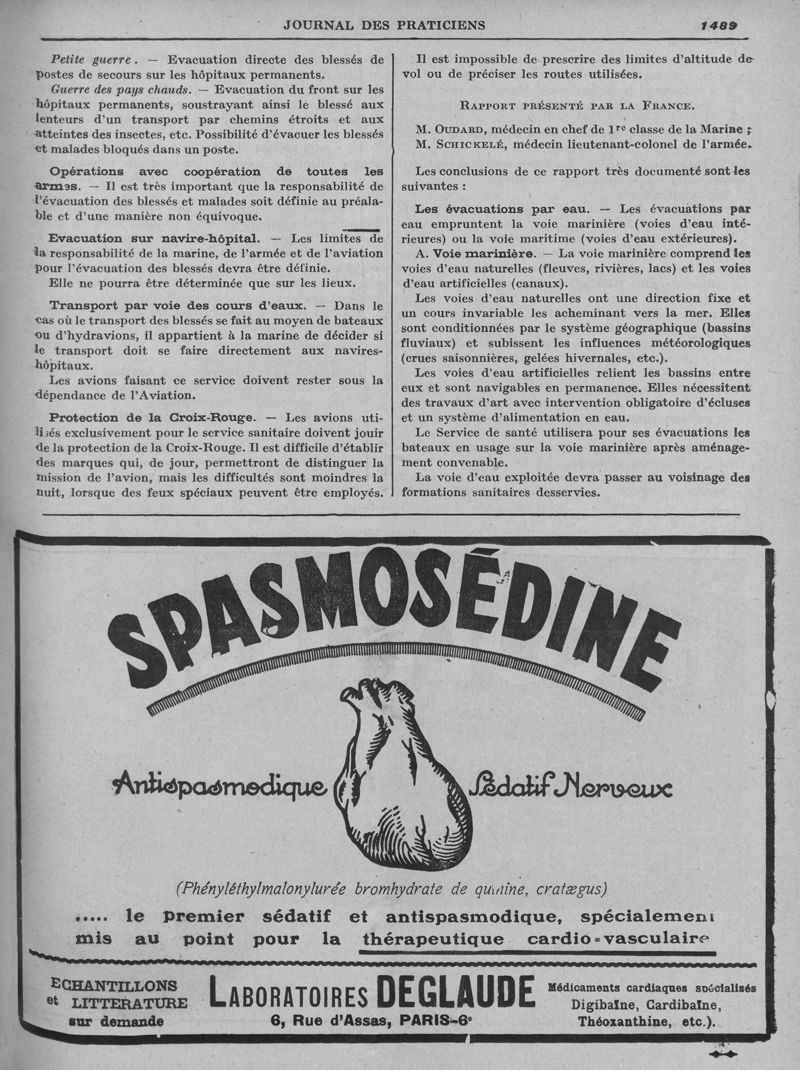 JOURNAL DES PRATICIENS
1489
Petite guerre. — Evacuation directe des blessés de
postes de secours sur les hôpitaux permanents.
Guerre des pays chauds. — Evacuation du front sur les
hôpitaux permanents, soustrayant ainsi le blessé aux
lenteurs d'un transport par chemins étroits et aux
atteintes des insectes, etc. Possibilité d'évacuer les blessés
et malades bloqués dans un poste.
Opérations avec coopération de toutes les
armes. — Il est très important que la responsabilité de
l'évacuation des blessés et malades soit définie au préala-
ble et d'une manière non équivoque.
Evacuation sur navire-hôpital. — Les limites de
la responsabilité de la marine, de l'armée et de l'aviation
pour l'évacuation des blessés devra être définie.
Elle ne pourra être déterminée que sur les lieux.
Transport par voie des cours d'eaux. — Dans le
cas où le transport des blessés se fait au moyen de bateaux
ou d'hydravions, il appartient à la marine de décider si
le transport doit se faire directement aux navires-
hôpitaux.
Les avions faisant ce service doivent rester sous la
dépendance de l'Aviation.
Protection de la Croix-Rouge. — Les avions uti-
lisés exclusivement pour le service sanitaire doivent jouir
de la protection de la Croix-Rouge. Il est difficile d'établir
des marques qui, de jour, permettront de distinguer la
mission de l'avion, mais les difficultés sont moindres la
nuit, lorsque des feux spéciaux peuvent être employés.
Il est impossible de prescrire des limites d'altitude de
vol ou de préciser les routes utilisées.
RAPPORT PRÉSENTÉ PAR LA FRANCE.
M. OUDARD, médecin en chef de 1re classe de la Marine ;
M. SCHICKELÉ, médecin lieutenant-colonel de l'armée.
Les conclusions de ce rapport très documenté sont les
suivantes :
Les évacuations par eau. — Les évacuations par
eau empruntent la voie marinière (voies d'eau inté-
rieures) ou la voie maritime (voies d'eau extérieures).
A. Voie marinière. — La voie marinière comprend les
voies d'eau naturelles (fleuves, rivières, lacs) et les voies
d'eau artificielles (canaux).
Les voies d'eau naturelles ont une direction fixe et
un cours invariable les acheminant vers la mer. Elles
sont conditionnées par le système géographique (bassins
fluviaux) et subissent les influences météorologiques
(crues saisonnières, gelées hivernales, etc.).
Les voies d'eau artificielles relient les bassins entre
eux et sont navigables en permanence. Elles nécessitent
des travaux d'art avec intervention obligatoire d'écluses
et un système d'alimentation en eau.
Le Service de santé utilisera pour ses évacuations les
bateaux en usage sur la voie marinière après aménage-
ment convenable.
La voie d'eau exploitée devra passer au voisinage des
formations sanitaires desservies.
SPASMOSÉDINE
Antispasmodique
Sédatif Nerveux
(Phényléthylmalonylurée bromhydrate de quinine, cratægus)
..... le premier sédatif et antispasmodique, spécialement
mis au point pour la thérapeutique cardio-vasculaire
ECHANTILLONS
et LITTERATURE
sur demande
LABORATOIRES DEGLAUDE
6, Rue d'Assas, PARIS-6e
Médicaments cardiaques spécialisés
Digibaïne, Cardibaïne,
Théoxanthine, etc.).